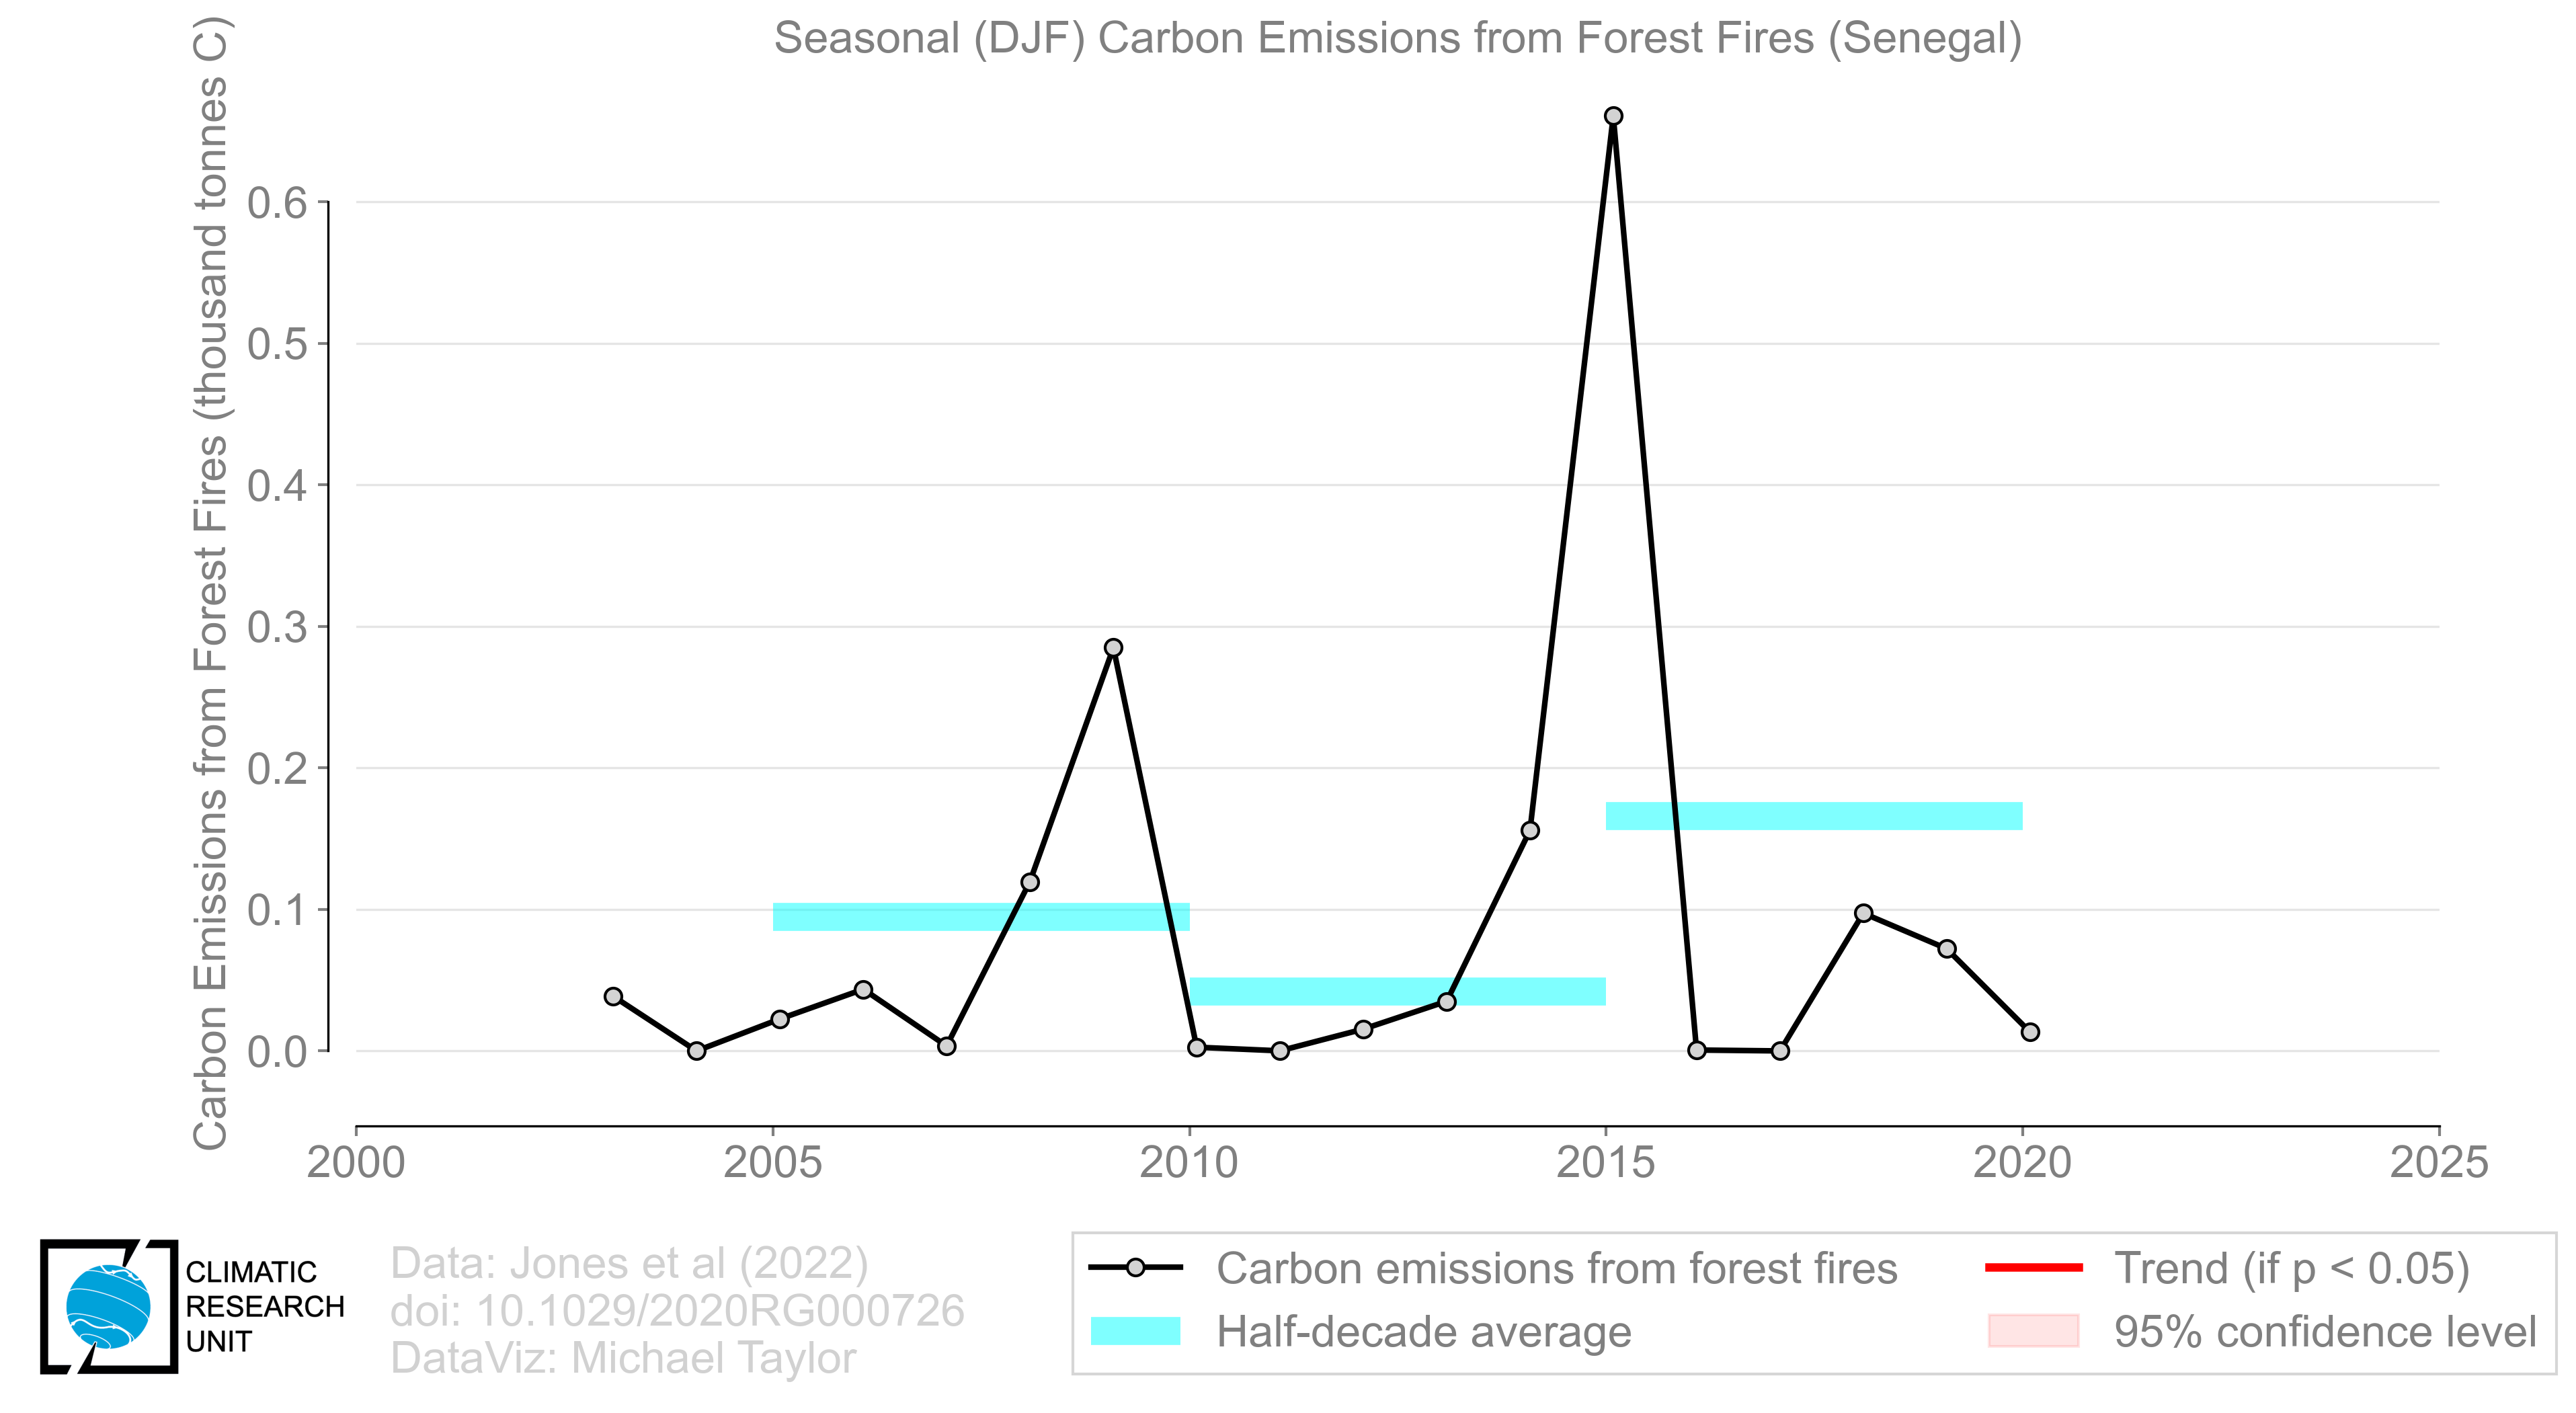 Seasonal (DJF) Carbon Emissions from Forest Fires (Senegal)
Carbon Emissions from Forest Fires (thousand tonnes C)
0.6
0.5
0.4
0.3
0.2
0.1
0.0
2000
2005
2010
2015
2020
2025
CLIMATIC
RESEARCH
UNIT
Data: Jones et al (2022)
doi: 10.1029/2020RG000726
DataViz: Michael Taylor
Carbon emissions from forest fires
Half-decade average
Trend (if p < 0.05)
95% confidence level